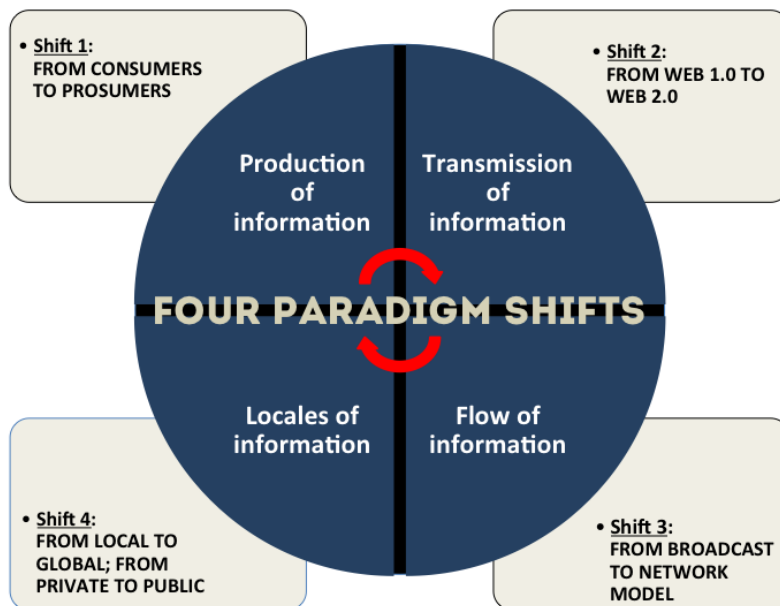 • Shift 1:
FROM CONSUMERS
TO PROSUMERS
• Shift 2:
FROM WEB 1.0 TO
WEB 2.0
Production
of
information
Transmission
of
information
FOUR PARADIGM SHIFTS
Locales of
information
Flow of
information
• Shift 4:
FROM LOCAL TO
GLOBAL; FROM
PRIVATE TO PUBLIC
• Shift 3:
FROM BROADCAST
TO NETWORK
MODEL